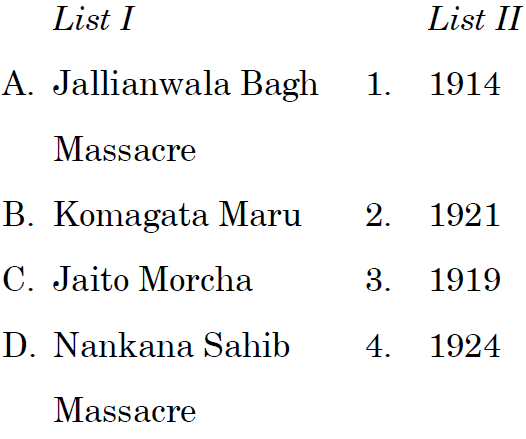 List I List II
A. Jallianwala Bagh 1. 1914
Massacre
B. Komagata Maru 2. 1921
C. Jaito Morcha 3. 1919
D. Nankana Sahib 4. 1924
Massacre